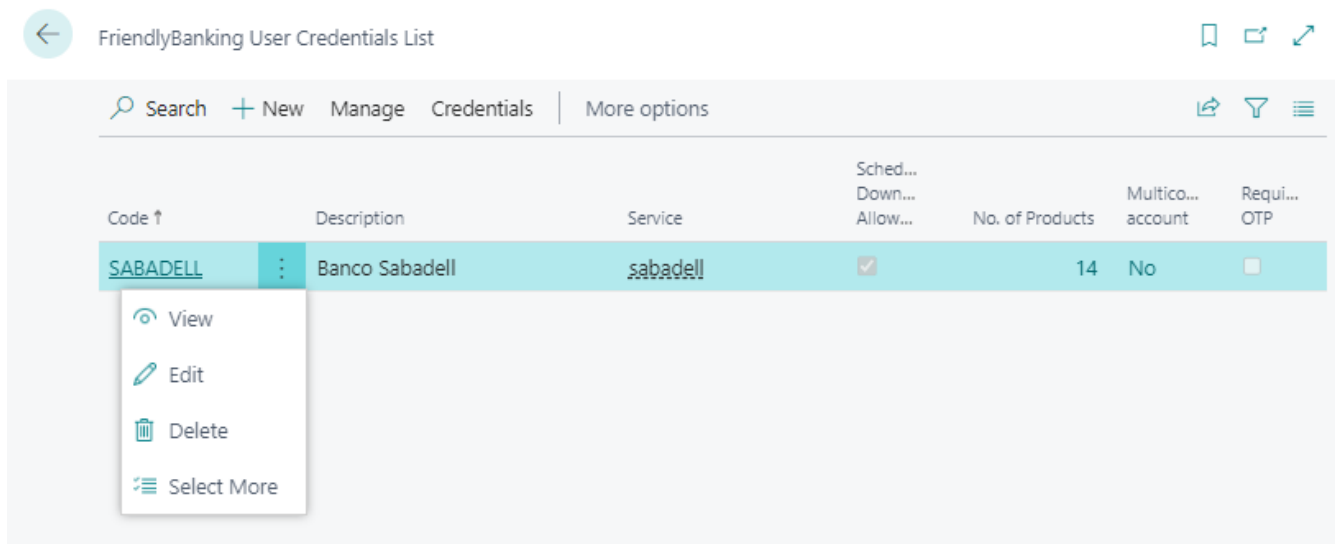 FriendlyBanking User Credentials List
Search New Manage Credentials More options
Sched...
Down... Multico... Requi...
Code ↑ Description Service Allow... No. of Products account OTP
SABADELL Banco Sabadell sabadell 14 No
View
Edit
Delete
Select More